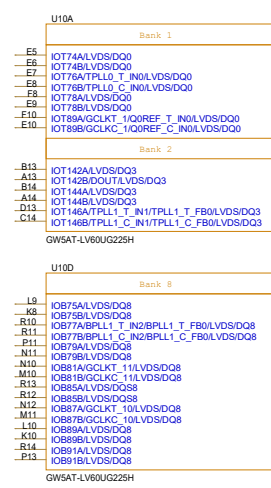 U10A
Bank 1
E5 IOT74A/LVDS/DQ0
E6 IOT74B/LVDS/DQ0
E7 IOT76A/TPLL0_T_IN0/LVDS/DQ0
E8 IOT76B/TPLL0_C_IN0/LVDS/DQ0
F8 IOT78A/LVDS/DQ0
E9 IOT78B/LVDS/DQ0
F10 IOT89A/GCLKT_1/Q0REF_T_IN0/LVDS/DQ0
E10 IOT89B/GCLKC_1/Q0REF_C_IN0/LVDS/DQ0
Bank 2
B13 IOT142A/LVDS/DQ3
A13 IOT142B/DOUT/LVDS/DQ3
B14 IOT144A/LVDS/DQ3
A14 IOT144B/LVDS/DQ3
D13 IOT146A/TPLL1_T_IN1/TPLL1_T_FB0/LVDS/DQ3
C14 IOT146B/TPLL1_C_IN1/TPLL1_C_FB0/LVDS/DQ3
GW5AT-LV60UG225H
U10D
Bank 8
L9 IOB75A/LVDS/DQ8
K8 IOB75B/LVDS/DQ8
R10 IOB77A/BPLL1_T_IN2/BPLL1_T_FB0/LVDS/DQ8
R11 IOB77B/BPLL1_C_IN2/BPLL1_C_FB0/LVDS/DQ8
P11 IOB79A/LVDS/DQ8
N11 IOB79B/LVDS/DQ8
N10 IOB81A/GCLKT_11/LVDS/DQ8
M10 IOB81B/GCLKC_11/LVDS/DQ8
R13 IOB85A/LVDS/DQS8
R12 IOB85B/LVDS/DQS8
N12 IOB87A/GCLKT_10/LVDS/DQ8
M11 IOB87B/GCLKC_10/LVDS/DQ8
L10 IOB89A/LVDS/DQ8
K10 IOB89B/LVDS/DQ8
R14 IOB91A/LVDS/DQ8
P13 IOB91B/LVDS/DQ8
GW5AT-LV60UG225H